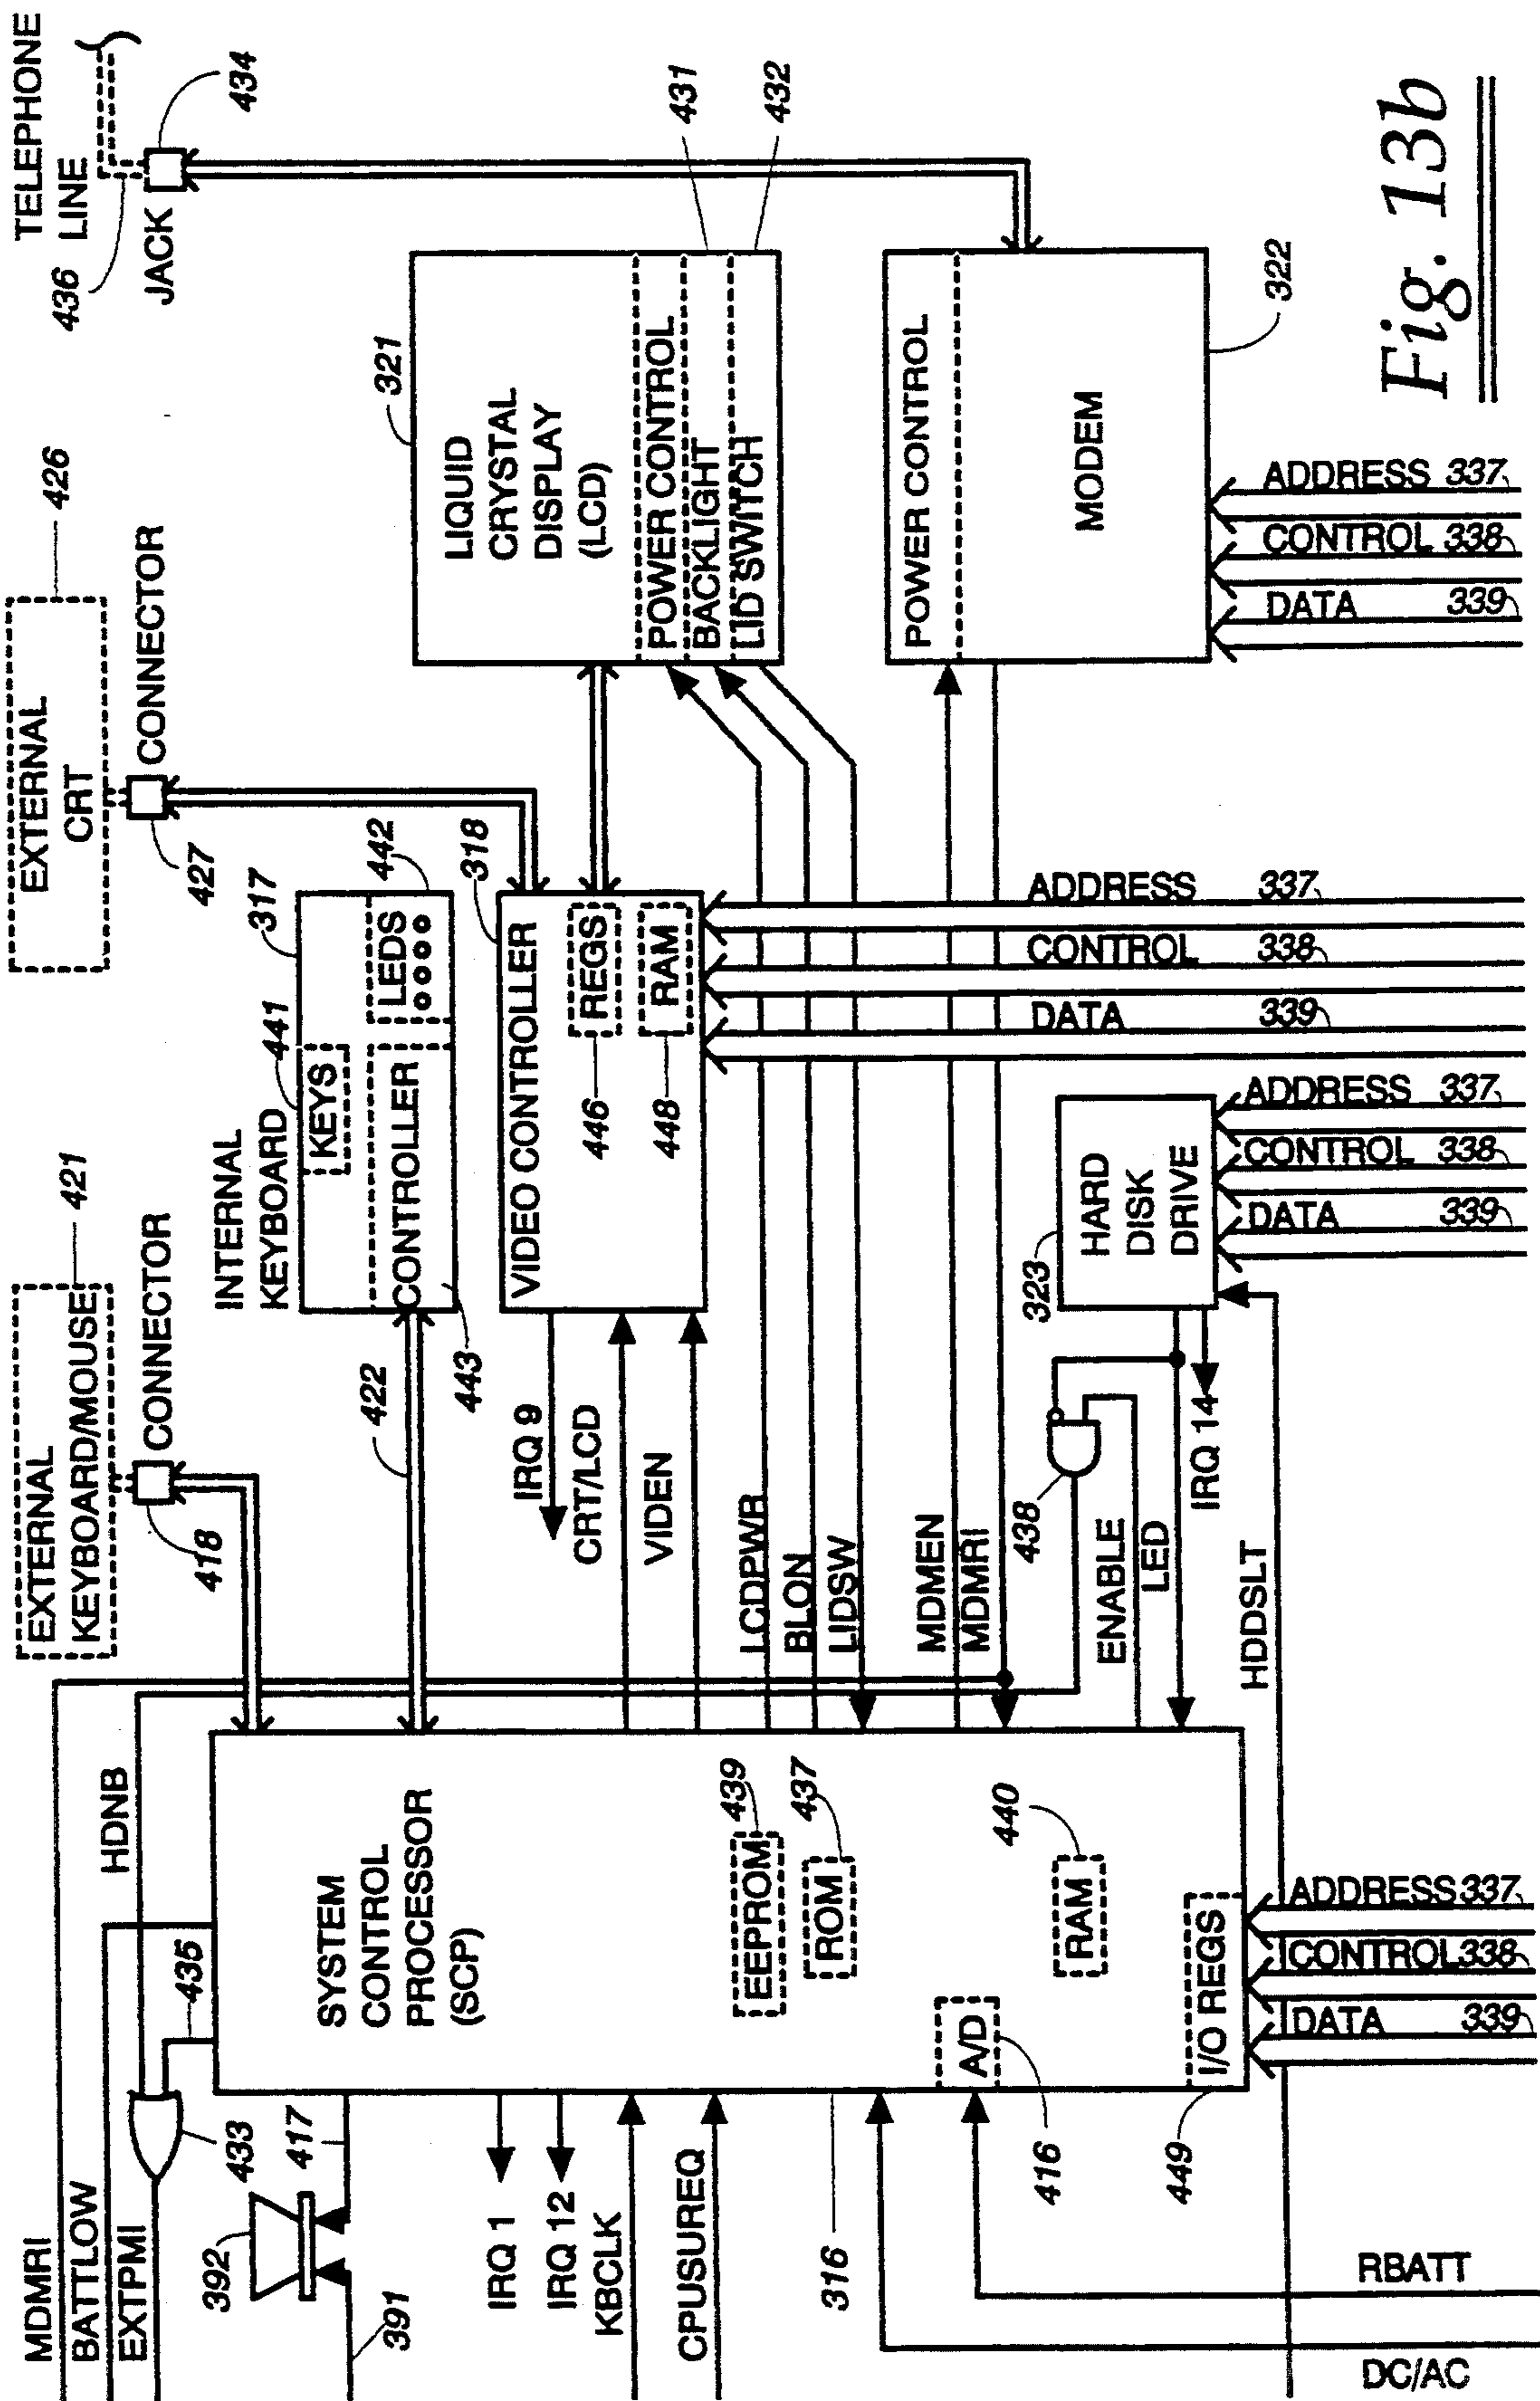 MDMRI
BATTLOW
EXTPMI
HDNB
435
433
392
417
391
IRQ 1
IRQ 12
KBCLK
CPUSUREQ
316
416
449
RBATT
DC/AC
SYSTEM
CONTROL
PROCESSOR
(SCP)
EEPROM
439
ROM
437
RAM
440
A/D
I/O REGS
ADDRESS 337
CONTROL 338
DATA 339
EXTERNAL
KEYBOARD/MOUSE
421
CONNECTOR
418
422
INTERNAL
KEYBOARD
441
317
KEYS
LEDS
442
CONTROLLER
443
VIDEO CONTROLLER
318
REGS
446
RAM
448
IRQ 9
CRT/LCD
VIDEN
LCDPWR
BLON
LIDSW
MDMEN
MDMRI
438
ENABLE
LED
IRQ 14
HDDSLT
HARD
DISK
DRIVE
323
ADDRESS 337
CONTROL 338
DATA 339
ADDRESS 337
CONTROL 338
DATA 339
EXTERNAL
CRT
426
CONNECTOR
427
LIQUID
CRYSTAL
DISPLAY
(LCD)
321
POWER CONTROL
BACKLIGHT
LID SWITCH
431
432
TELEPHONE
LINE
436
JACK
434
POWER CONTROL
MODEM
322
ADDRESS 337
CONTROL 338
DATA 339
Fig. 13b